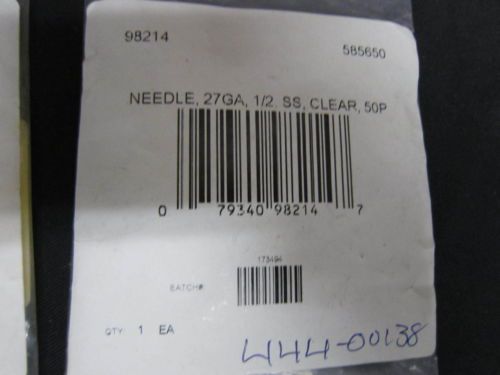 98214
585650
NEEDLE, 27GA, 1/2. SS, CLEAR, 50P
0 79340 98214 7
173494
BATCH#:
QTY: 1 EA
444-00138